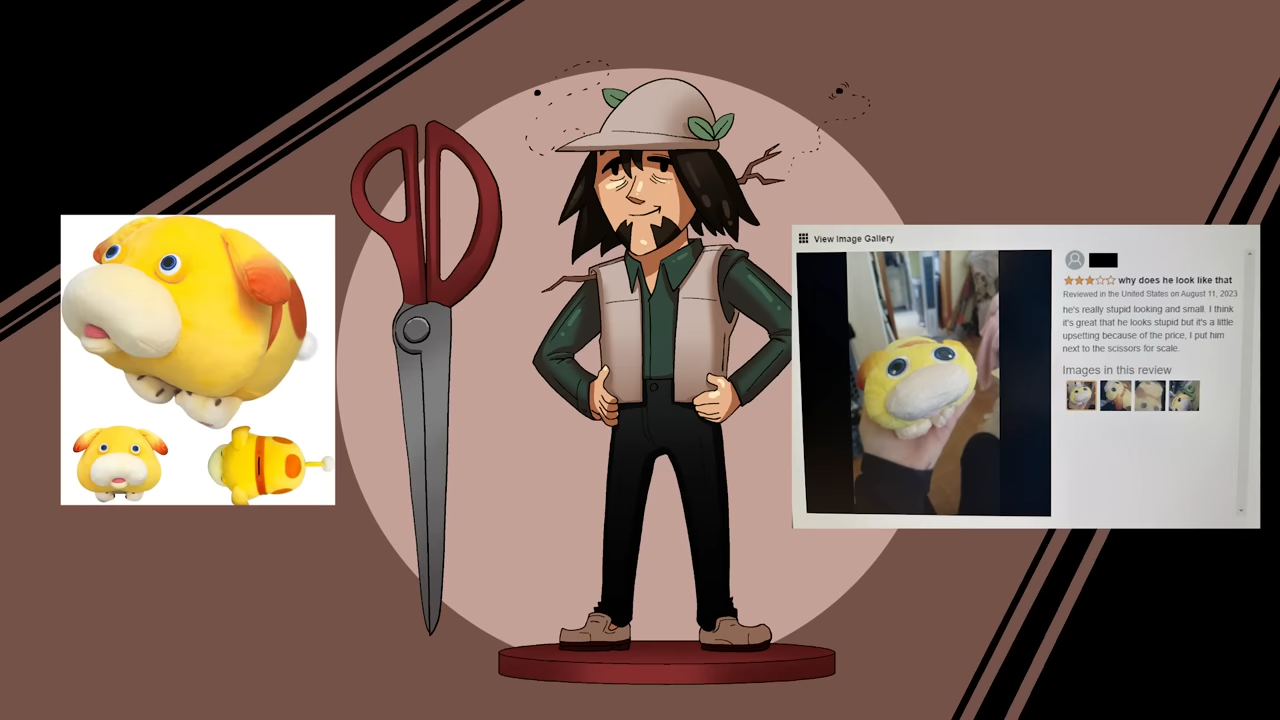 View Image Gallery
why does he look like that
Reviewed in the United States on August 11, 2023
he's really stupid looking and small. I think
it's great that he looks stupid but it's a little
upsetting because of the price, I put him
next to the scissors for scale.
Images in this review